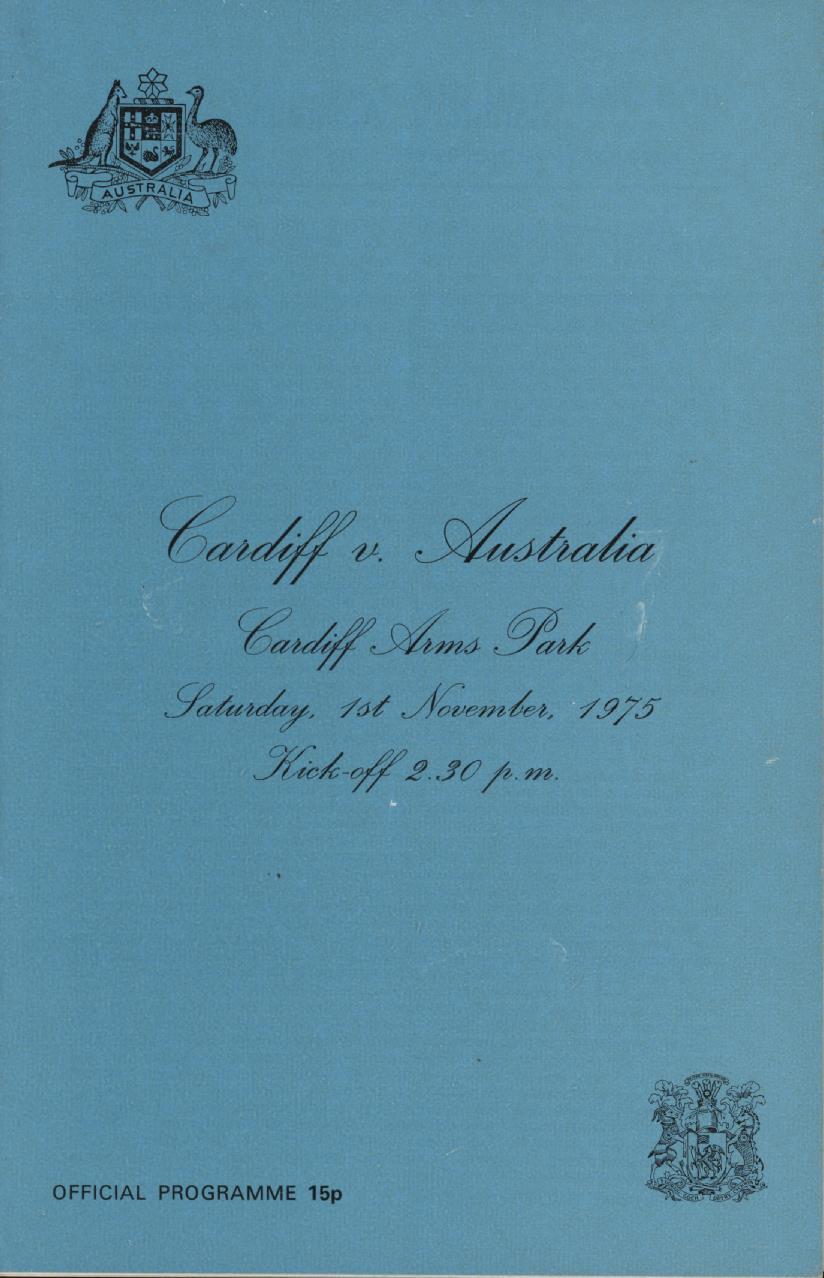 AUSTRALIA
Cardiff v. Australia
Cardiff Arms Park
Saturday, 1st November, 1975
Kick-off 2.30 p.m.
OFFICIAL PROGRAMME 15p